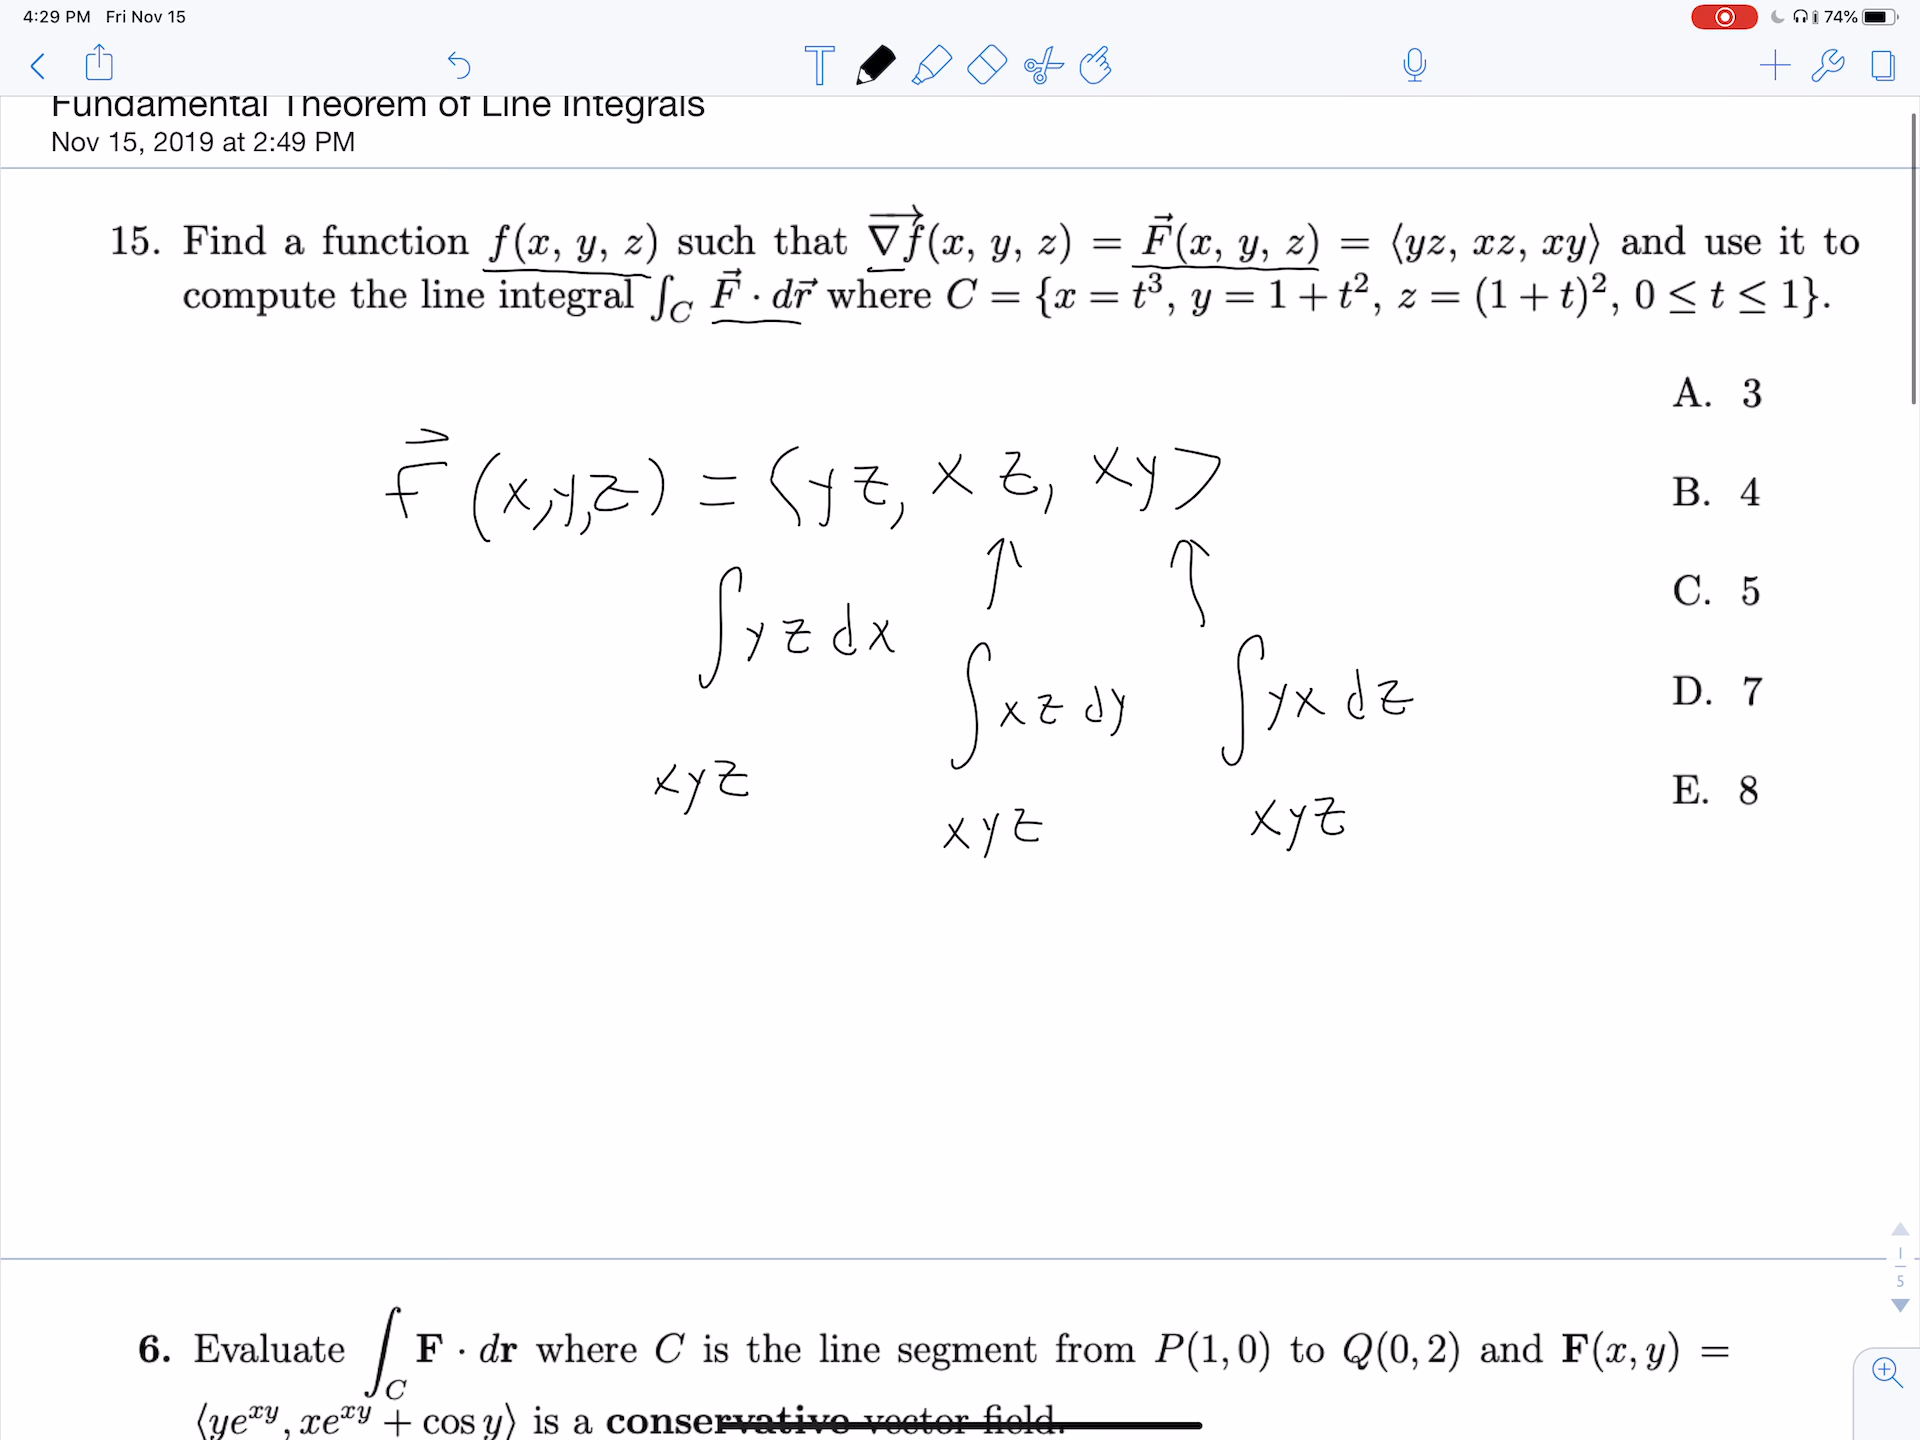 4:29 PM Fri Nov 15 74%
Fundamental Theorem of Line Integrals
Nov 15, 2019 at 2:49 PM
15. Find a function f(x, y, z) such that ∇f(x, y, z) = F⃗(x, y, z) = ⟨yz, xz, xy⟩ and use it to
compute the line integral ∫_C F⃗ · dr⃗ where C = {x = t³, y = 1 + t², z = (1 + t)², 0 ≤ t ≤ 1}.
A. 3
B. 4
C. 5
D. 7
E. 8
F⃗ (x,y,z) = ⟨yz, xz, xy⟩
∫yz dx
∫xz dy
∫yx dz
xyz
xyz
xyz
1
5
6. Evaluate ∫_C F · dr where C is the line segment from P(1, 0) to Q(0, 2) and F(x, y) =
⟨ye^xy, xe^xy + cos y⟩ is a conservative vector field.